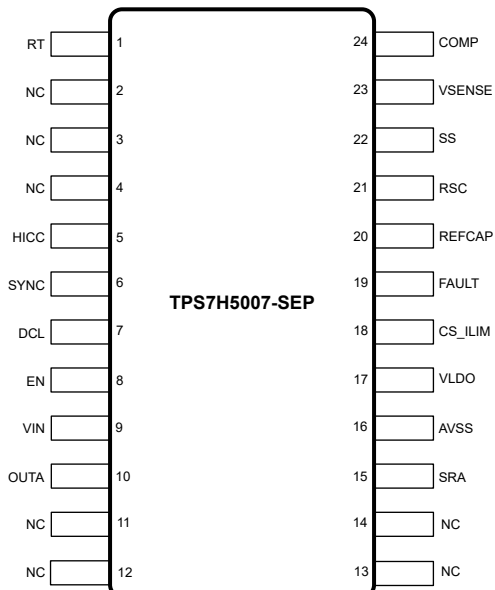 RT 1 24 COMP
NC 2 23 VSENSE
NC 3 22 SS
NC 4 21 RSC
HICC 5 20 REFCAP
SYNC 6 19 FAULT
TPS7H5007-SEP
DCL 7 18 CS_ILIM
EN 8 17 VLDO
VIN 9 16 AVSS
OUTA 10 15 SRA
NC 11 14 NC
NC 12 13 NC